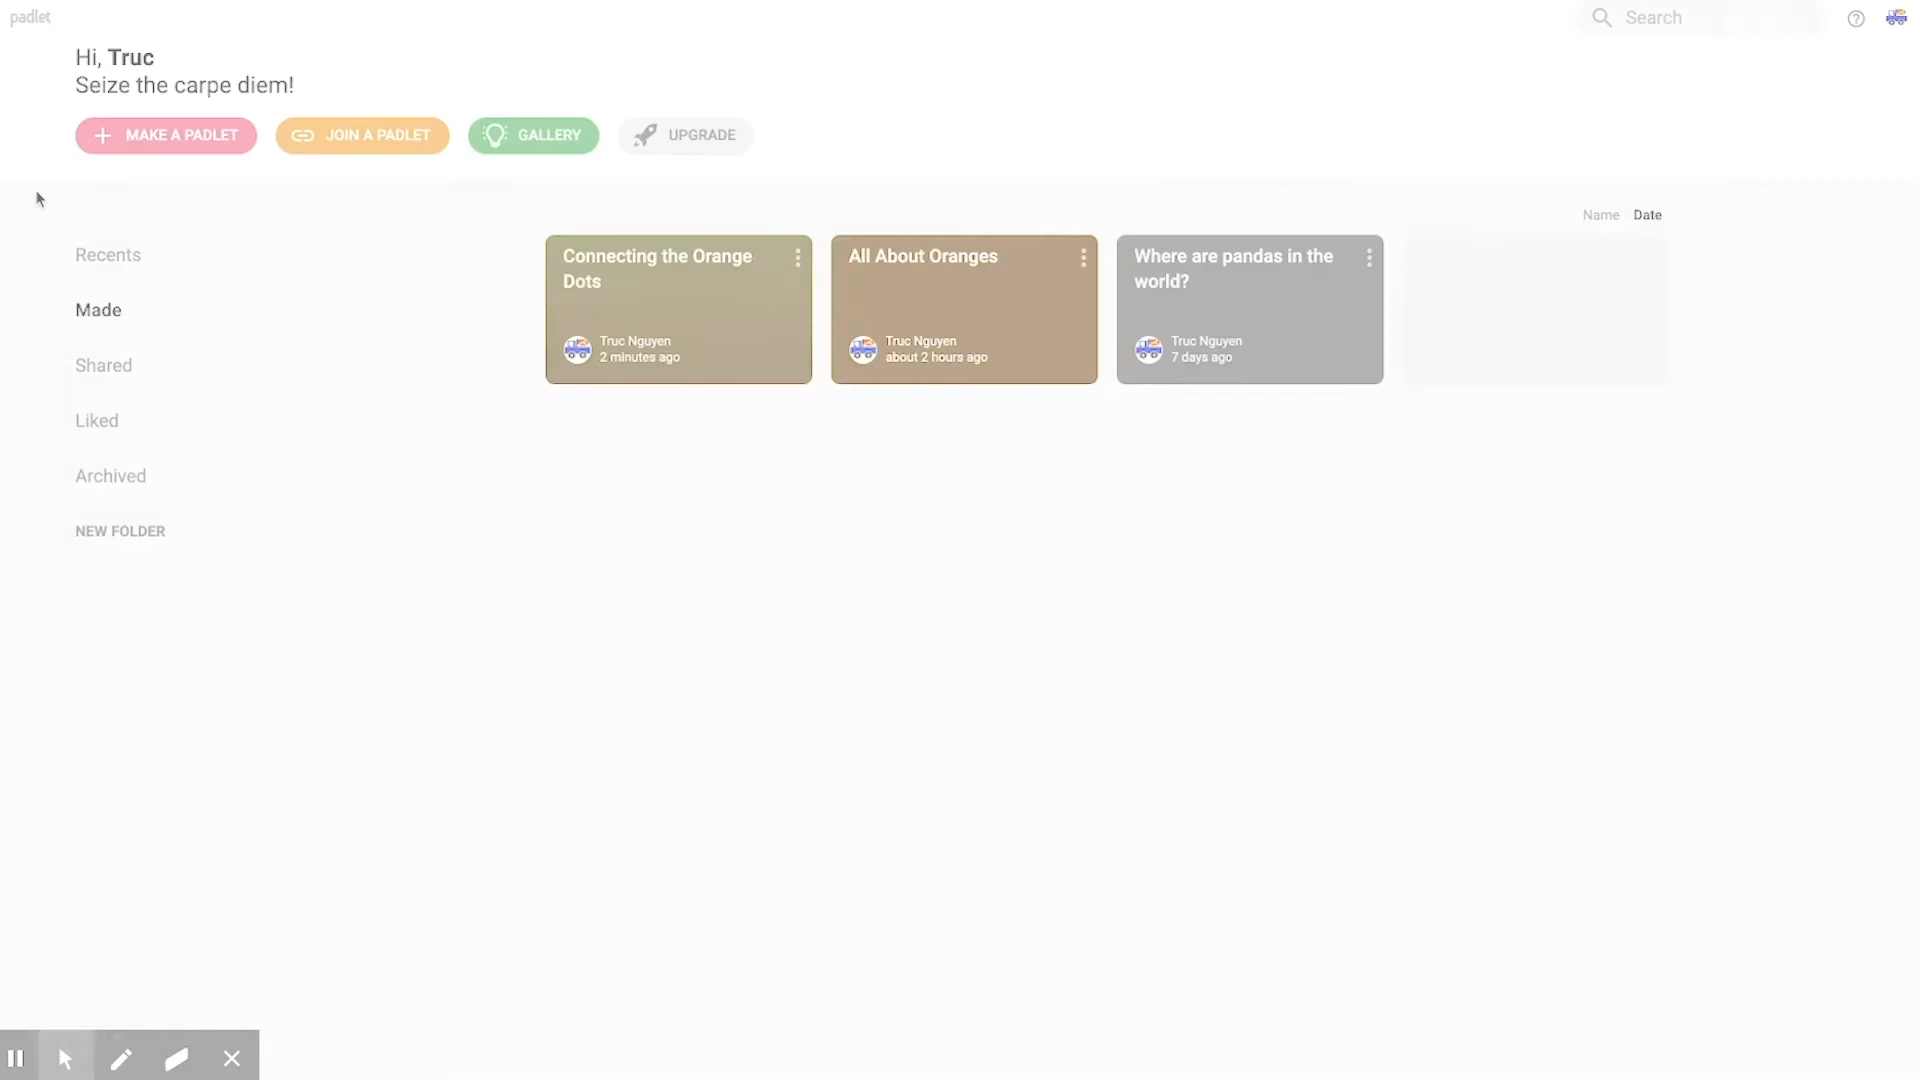 padlet
Search
Hi, Truc
Seize the carpe diem!
MAKE A PADLET
JOIN A PADLET
GALLERY
UPGRADE
Name
Date
Recents
Made
Shared
Liked
Archived
NEW FOLDER
Connecting the Orange
Dots
Truc Nguyen
2 minutes ago
All About Oranges
Truc Nguyen
about 2 hours ago
Where are pandas in the
world?
Truc Nguyen
7 days ago